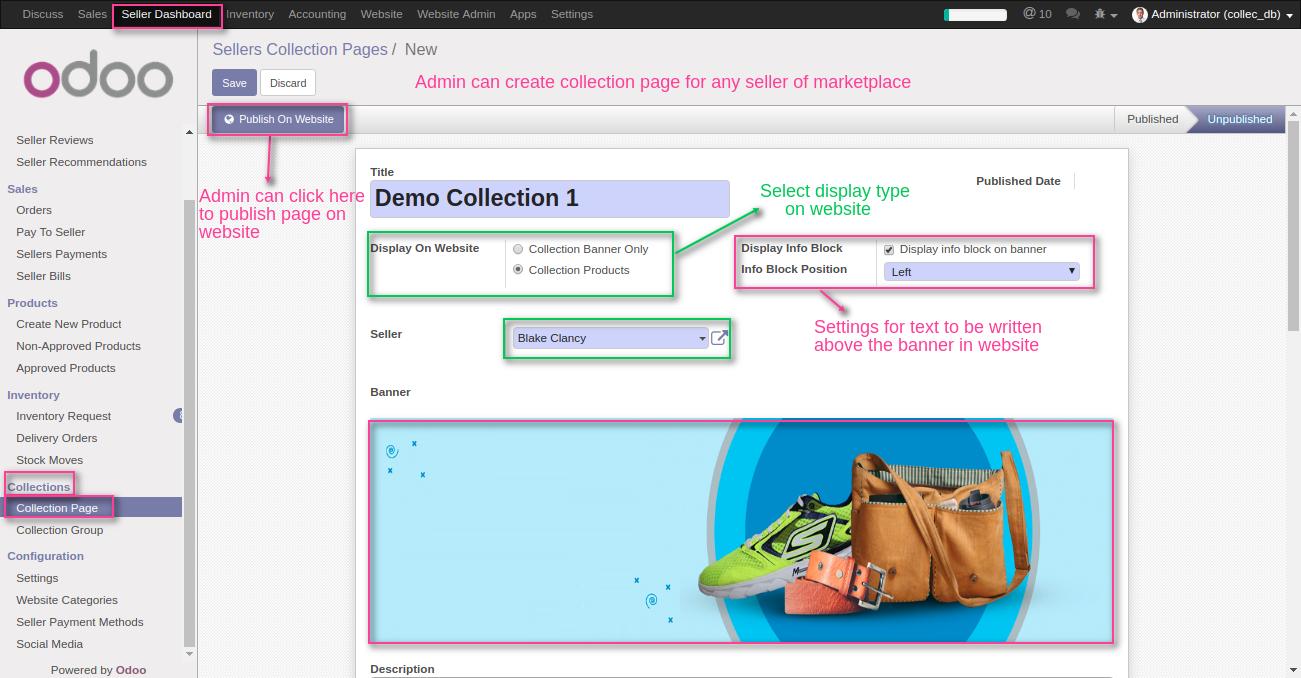 Discuss Sales Seller Dashboard Inventory Accounting Website Website Admin Apps Settings @ 10 Administrator (collec_db)
odoo
Sellers Collection Pages / New
Save Discard
Admin can create collection page for any seller of marketplace
Publish On Website
Published Unpublished
Seller Reviews
Seller Recommendations
Sales
Orders
Pay To Seller
Sellers Payments
Seller Bills
Products
Create New Product
Non-Approved Products
Approved Products
Inventory
Inventory Request
Delivery Orders
Stock Moves
Collections
Collection Page
Collection Group
Configuration
Settings
Website Categories
Seller Payment Methods
Social Media
Powered by Odoo
Admin can click here
to publish page on
website
Title
Demo Collection 1
Published Date
Select display type
on website
Display On Website
Collection Banner Only
Collection Products
Display Info Block
Display info block on banner
Info Block Position
Left
Settings for text to be written
above the banner in website
Seller
Blake Clancy
Banner
Description